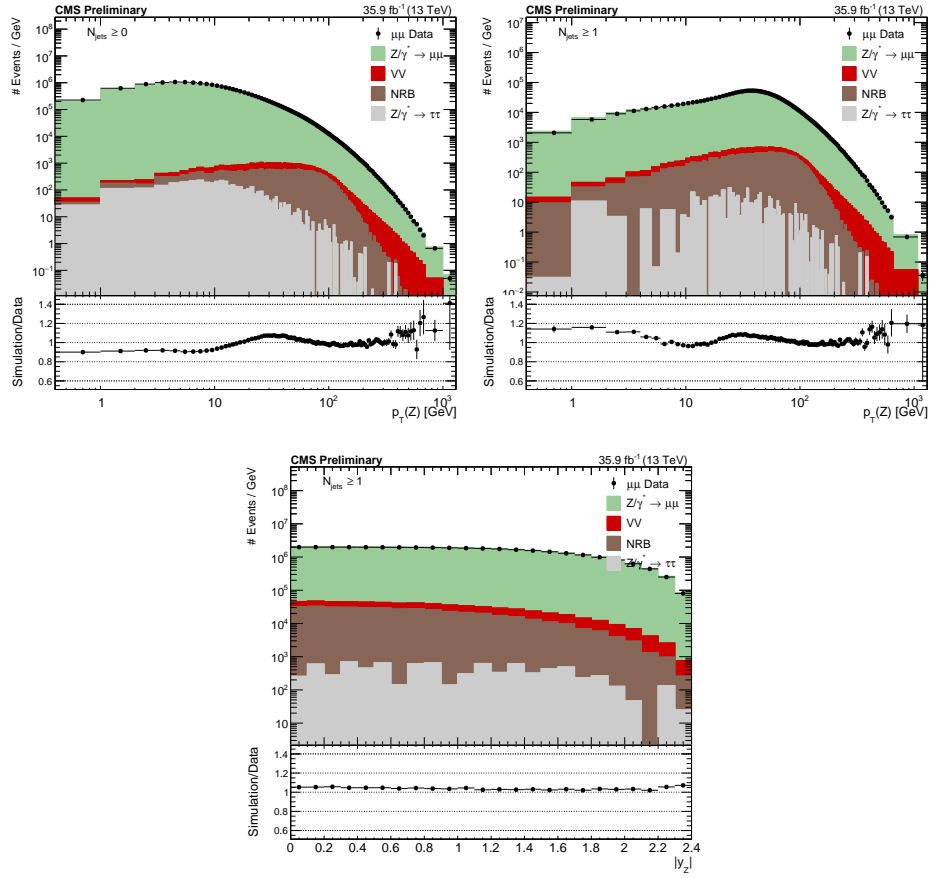 CMS Preliminary 35.9 fb⁻¹ (13 TeV)
N_jets ≥ 0
μμ Data
Z/γ* → μμ
VV
NRB
Z/γ* → ττ
# Events / GeV
10⁸
10⁷
10⁶
10⁵
10⁴
10³
10²
10
1
10⁻¹
Simulation/Data
1.4
1.2
1
0.8
0.6
1 10 10² 10³
p_T(Z) [GeV]
CMS Preliminary 35.9 fb⁻¹ (13 TeV)
N_jets ≥ 1
μμ Data
Z/γ* → μμ
VV
NRB
Z/γ* → ττ
# Events / GeV
10⁷
10⁶
10⁵
10⁴
10³
10²
10
1
10⁻¹
10⁻²
Simulation/Data
1.4
1.2
1
0.8
0.6
1 10 10² 10³
p_T(Z) [GeV]
CMS Preliminary 35.9 fb⁻¹ (13 TeV)
N_jets ≥ 1
μμ Data
Z/γ* → μμ
VV
NRB
Z/γ* → ττ
# Events / GeV
10⁸
10⁷
10⁶
10⁵
10⁴
10³
10²
10
Simulation/Data
1.4
1.2
1
0.8
0.6
0 0.2 0.4 0.6 0.8 1 1.2 1.4 1.6 1.8 2 2.2 2.4
|y_Z|